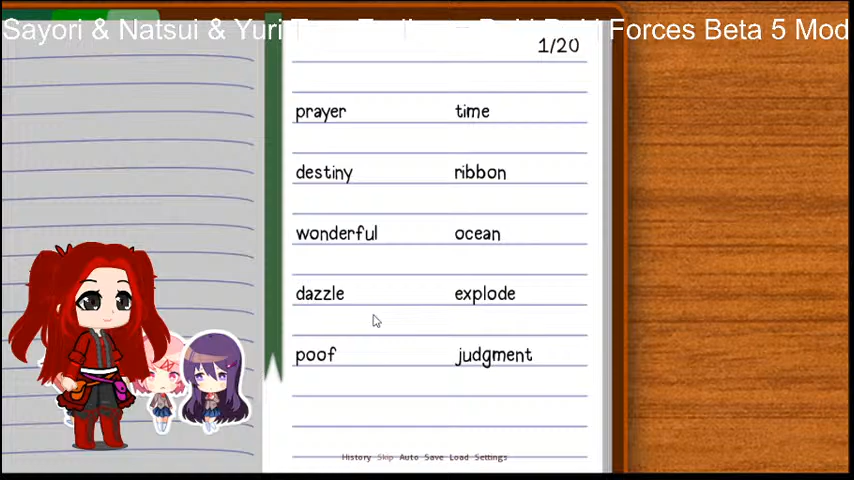 Sayori & Natsui & Yuri Forces Beta 5 Mod
1/20
prayer time
destiny ribbon
wonderful ocean
dazzle explode
poof judgment
History Skip Auto Save Load Settings